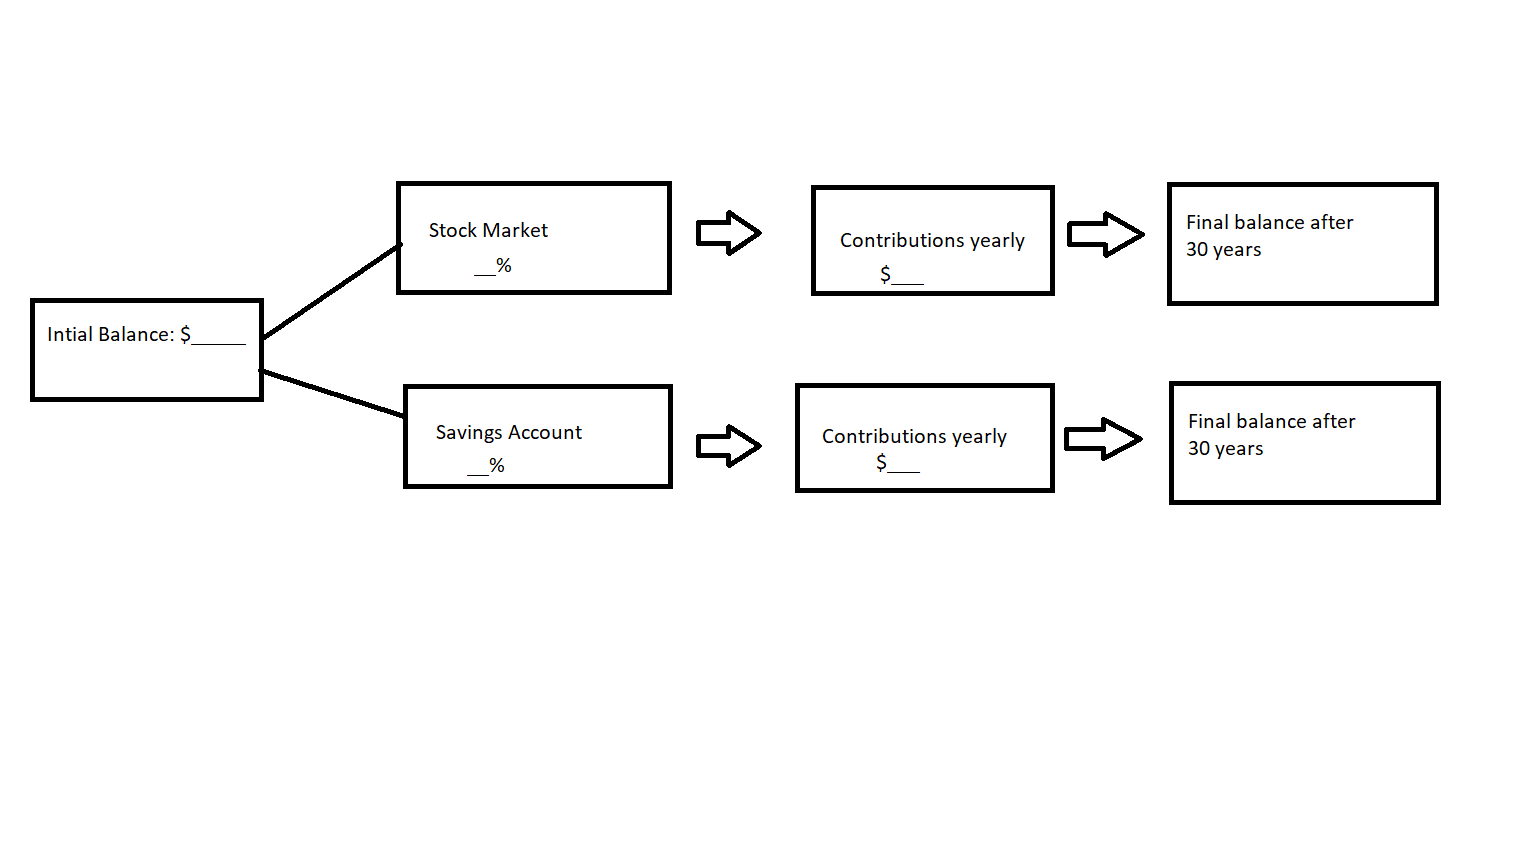 Stock Market
__%
Contributions yearly
$___
Final balance after
30 years
Intial Balance: $_____
Savings Account
__%
Contributions yearly
$___
Final balance after
30 years